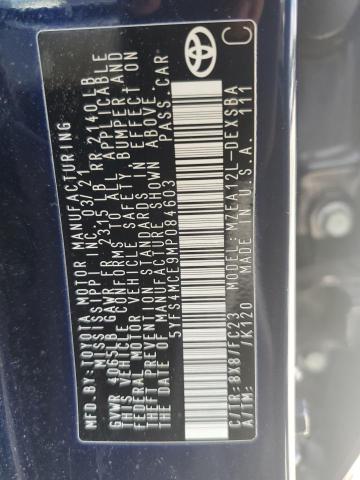 MFD.BY:TOYOTA MOTOR MANUFACTURING
MISSISSIPPI INC. 03/21
GVWR 4065LB GAWR FR 2315 LB RR 2140LB
THIS VEHICLE CONFORMS TO ALL APPLICABLE
FEDERAL MOTOR VEHICLE SAFETY, BUMPER, AND
THEFT PREVENTION STANDARDS IN EFFECT ON
THE DATE OF MANUFACTURE SHOWN ABOVE.
5YFS4MCE9MP084603 PASS.CAR
C/TR:8X8/FC23 MODEL:MZEA12L-DEXSBA
A/TM: /K120 MADE IN U.S.A. 111
TOYOTA
C